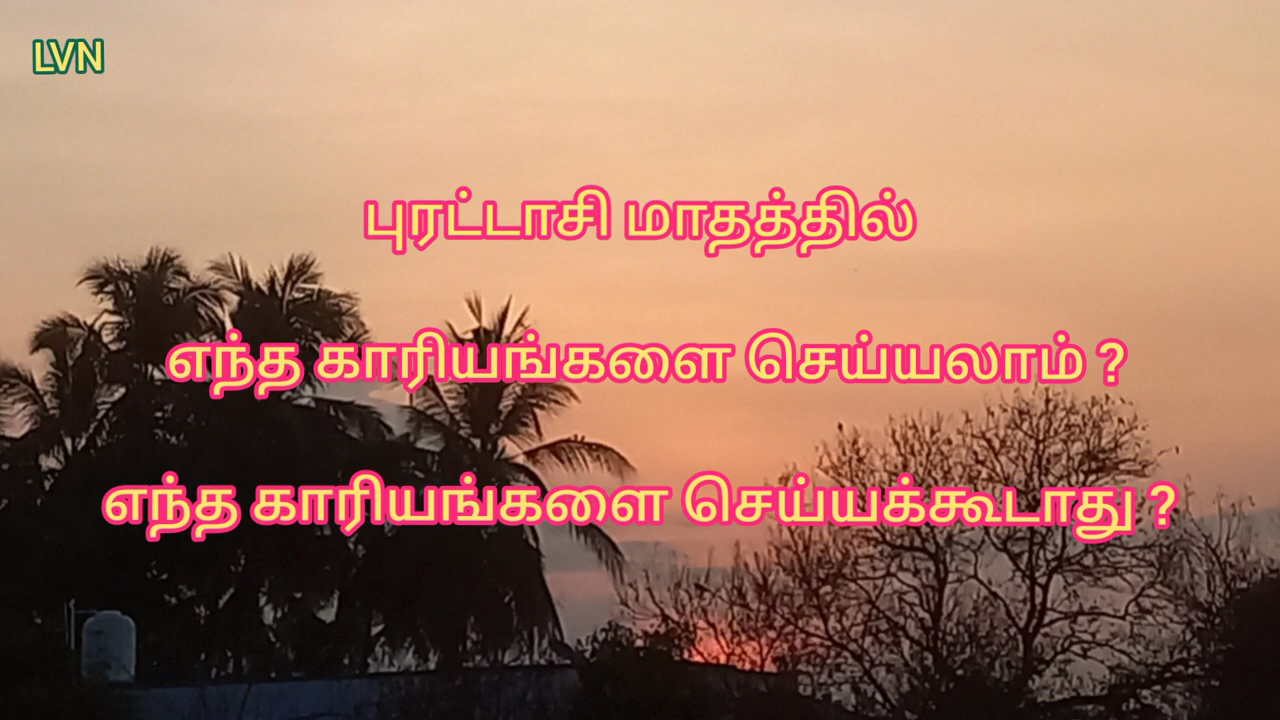 LVN
புரட்டாசி மாதத்தில்
எந்த காரியங்களை செய்யலாம் ?
எந்த காரியங்களை செய்யக்கூடாது ?